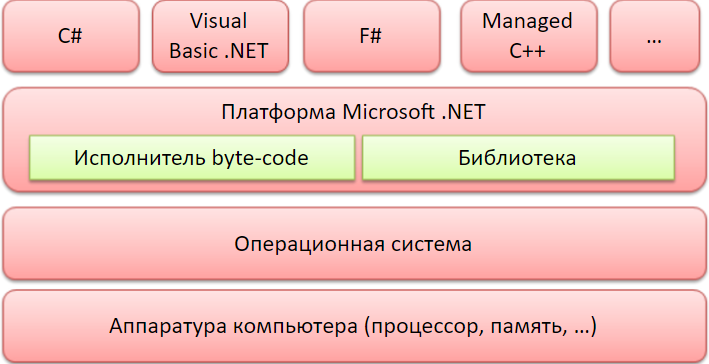 C#
Visual
Basic .NET
F#
Managed
C++
...
Платформа Microsoft .NET
Исполнитель byte-code
Библиотека
Операционная система
Аппаратура компьютера (процессор, память, ...)